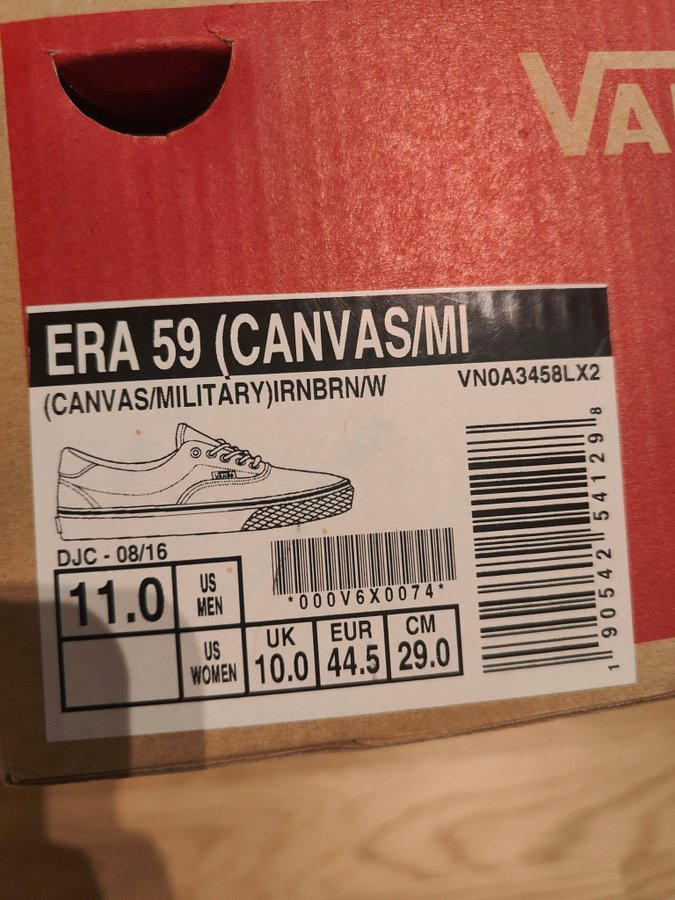 VA
ERA 59 (CANVAS/MI
(CANVAS/MILITARY)IRNBRN/W
VN0A3458LX2
VANS
DJC - 08/16
11.0 US MEN
*000V6X0074*
US WOMEN
UK 10.0
EUR 44.5
CM 29.0
1 90542 54129 8